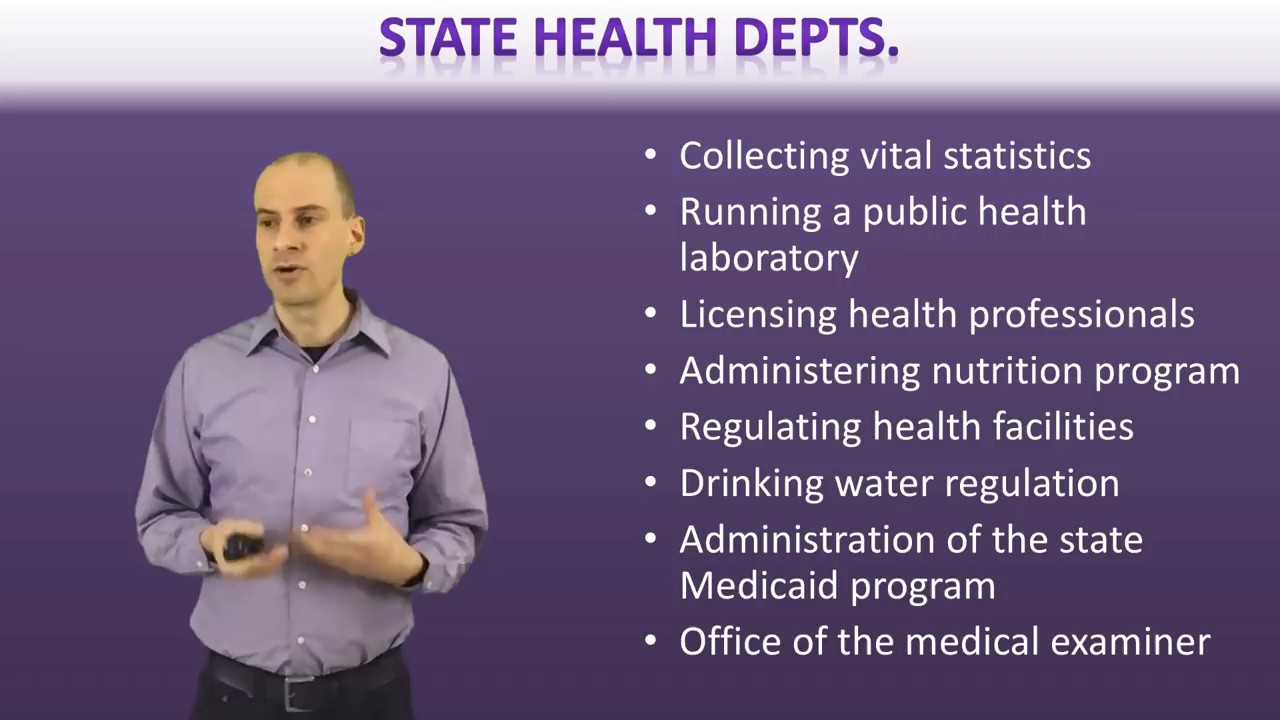 STATE HEALTH DEPTS.
• Collecting vital statistics
• Running a public health
laboratory
• Licensing health professionals
• Administering nutrition program
• Regulating health facilities
• Drinking water regulation
• Administration of the state
Medicaid program
• Office of the medical examiner